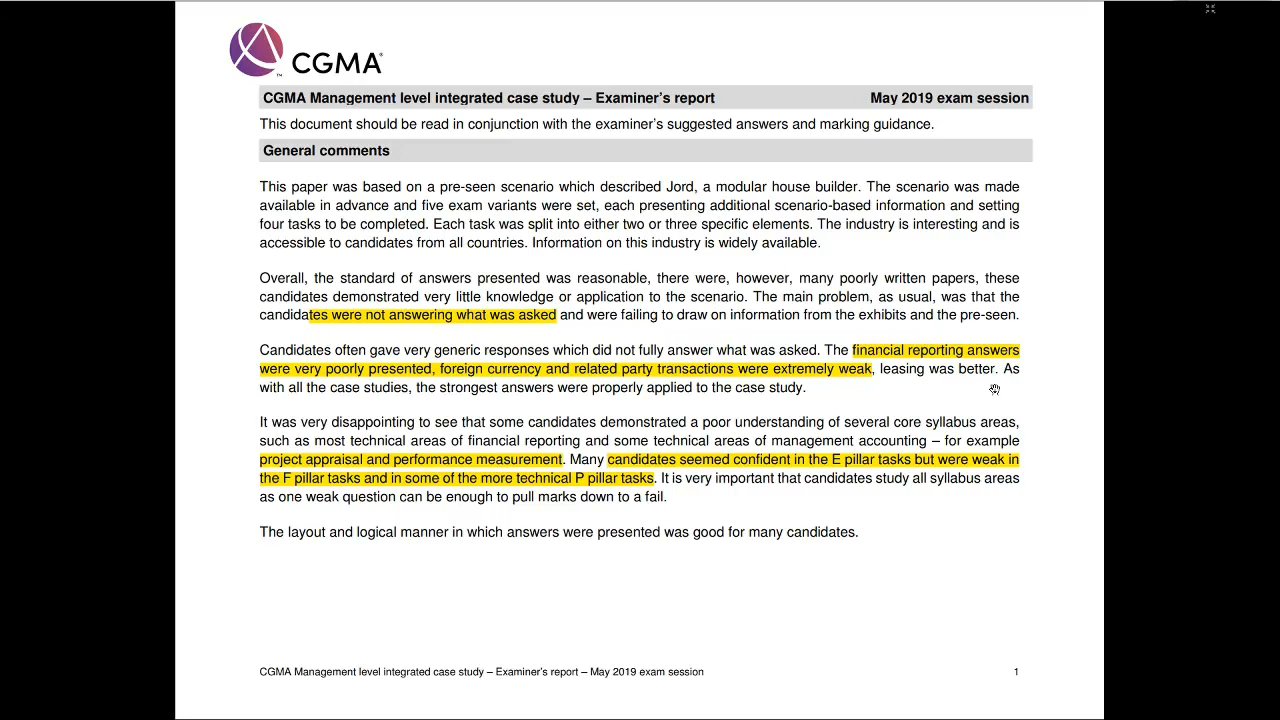 CGMA®
™
CGMA Management level integrated case study – Examiner's report May 2019 exam session
This document should be read in conjunction with the examiner's suggested answers and marking guidance.
General comments
This paper was based on a pre-seen scenario which described Jord, a modular house builder. The scenario was made
available in advance and five exam variants were set, each presenting additional scenario-based information and setting
four tasks to be completed. Each task was split into either two or three specific elements. The industry is interesting and is
accessible to candidates from all countries. Information on this industry is widely available.
Overall, the standard of answers presented was reasonable, there were, however, many poorly written papers, these
candidates demonstrated very little knowledge or application to the scenario. The main problem, as usual, was that the
candidates were not answering what was asked and were failing to draw on information from the exhibits and the pre-seen.
Candidates often gave very generic responses which did not fully answer what was asked. The financial reporting answers
were very poorly presented, foreign currency and related party transactions were extremely weak, leasing was better. As
with all the case studies, the strongest answers were properly applied to the case study.
It was very disappointing to see that some candidates demonstrated a poor understanding of several core syllabus areas,
such as most technical areas of financial reporting and some technical areas of management accounting – for example
project appraisal and performance measurement. Many candidates seemed confident in the E pillar tasks but were weak in
the F pillar tasks and in some of the more technical P pillar tasks. It is very important that candidates study all syllabus areas
as one weak question can be enough to pull marks down to a fail.
The layout and logical manner in which answers were presented was good for many candidates.
CGMA Management level integrated case study – Examiner's report – May 2019 exam session 1